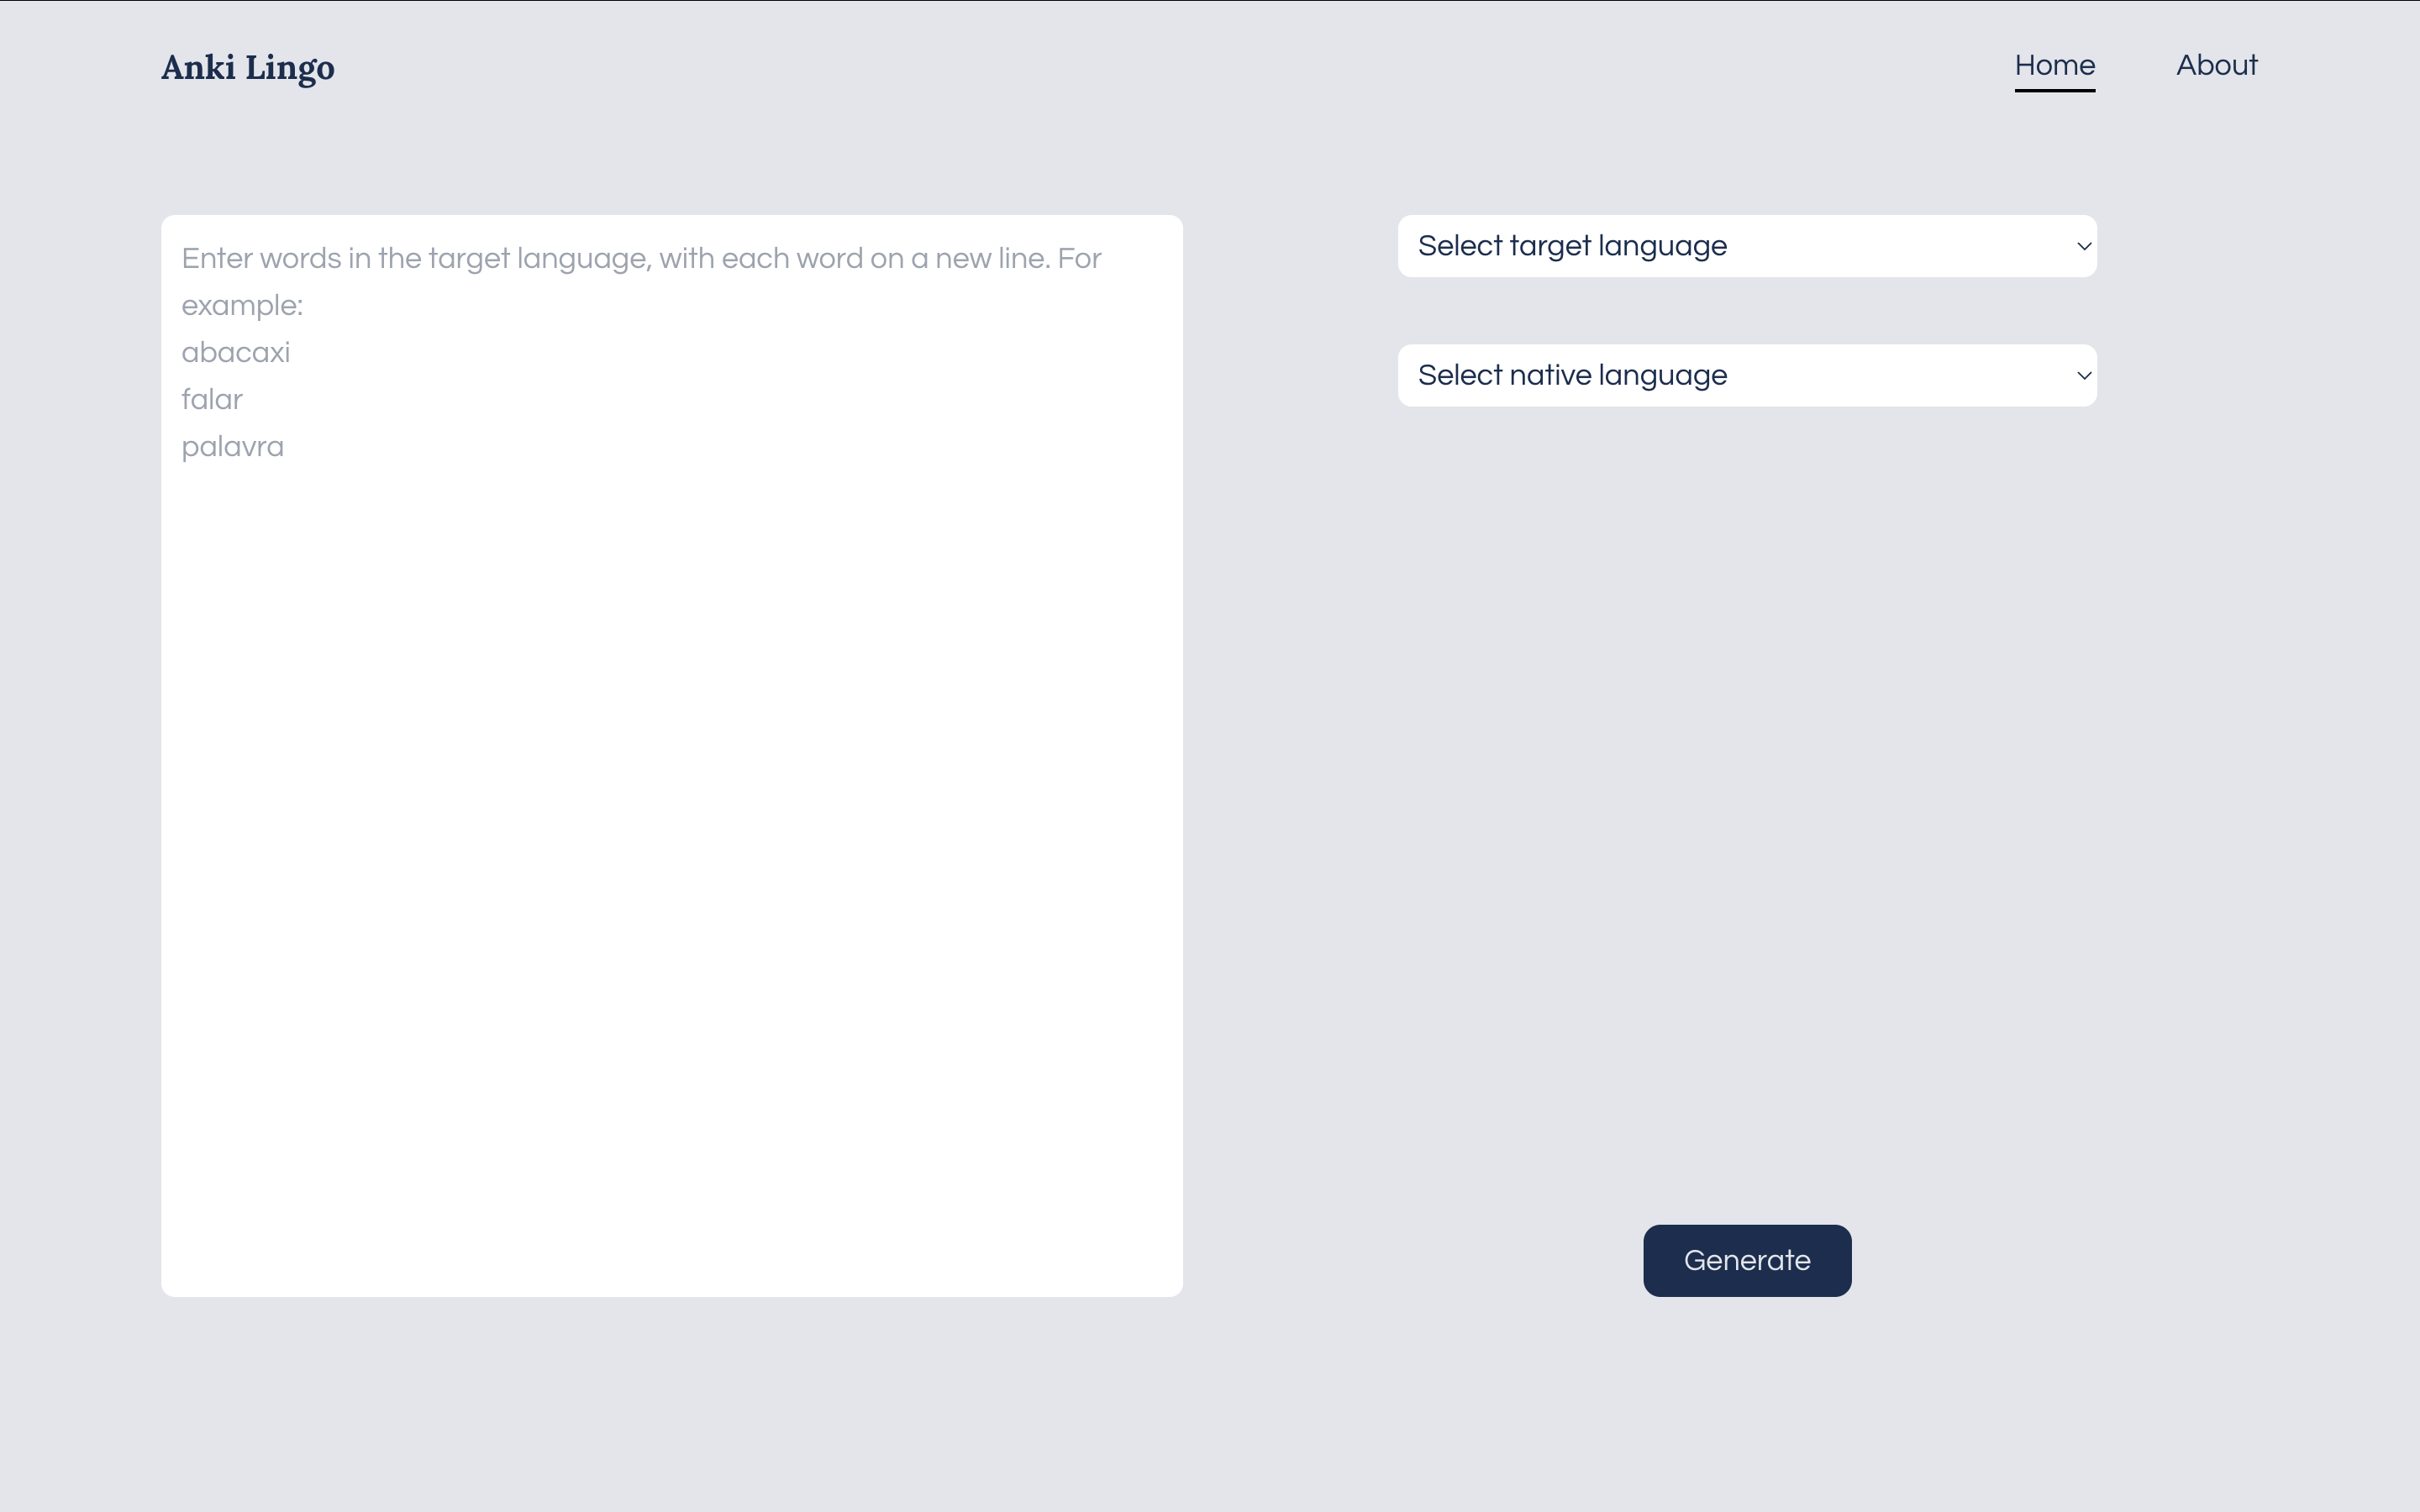 Anki Lingo
Home
About
Enter words in the target language, with each word on a new line. For
example:
abacaxi
falar
palavra
Select target language
Select native language
Generate